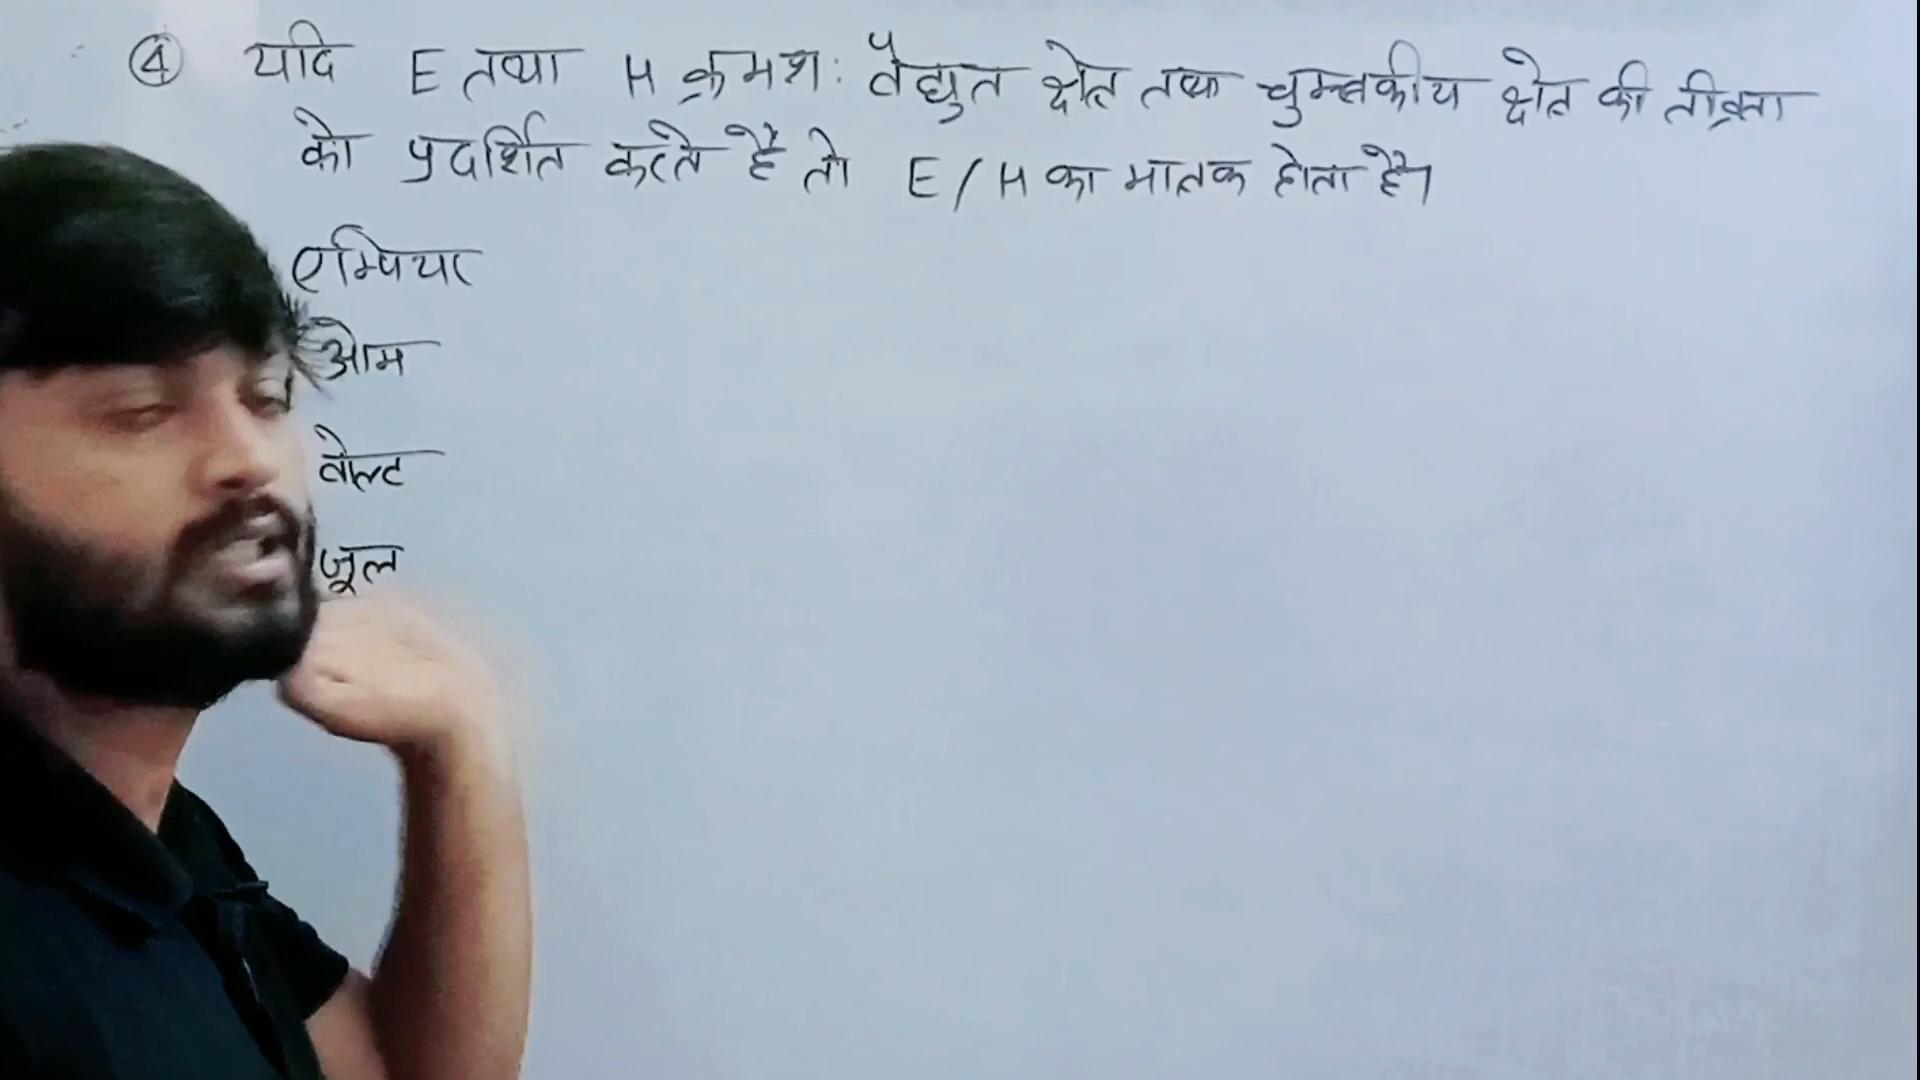 ④ यदि E तथा H क्रमशः वैद्युत क्षेत्र तथा चुम्बकीय क्षेत्र की तीव्रता
को प्रदर्शित करते है तो E/H का मात्रक होता है।
एम्पियर
ओम
वोल्ट
जूल